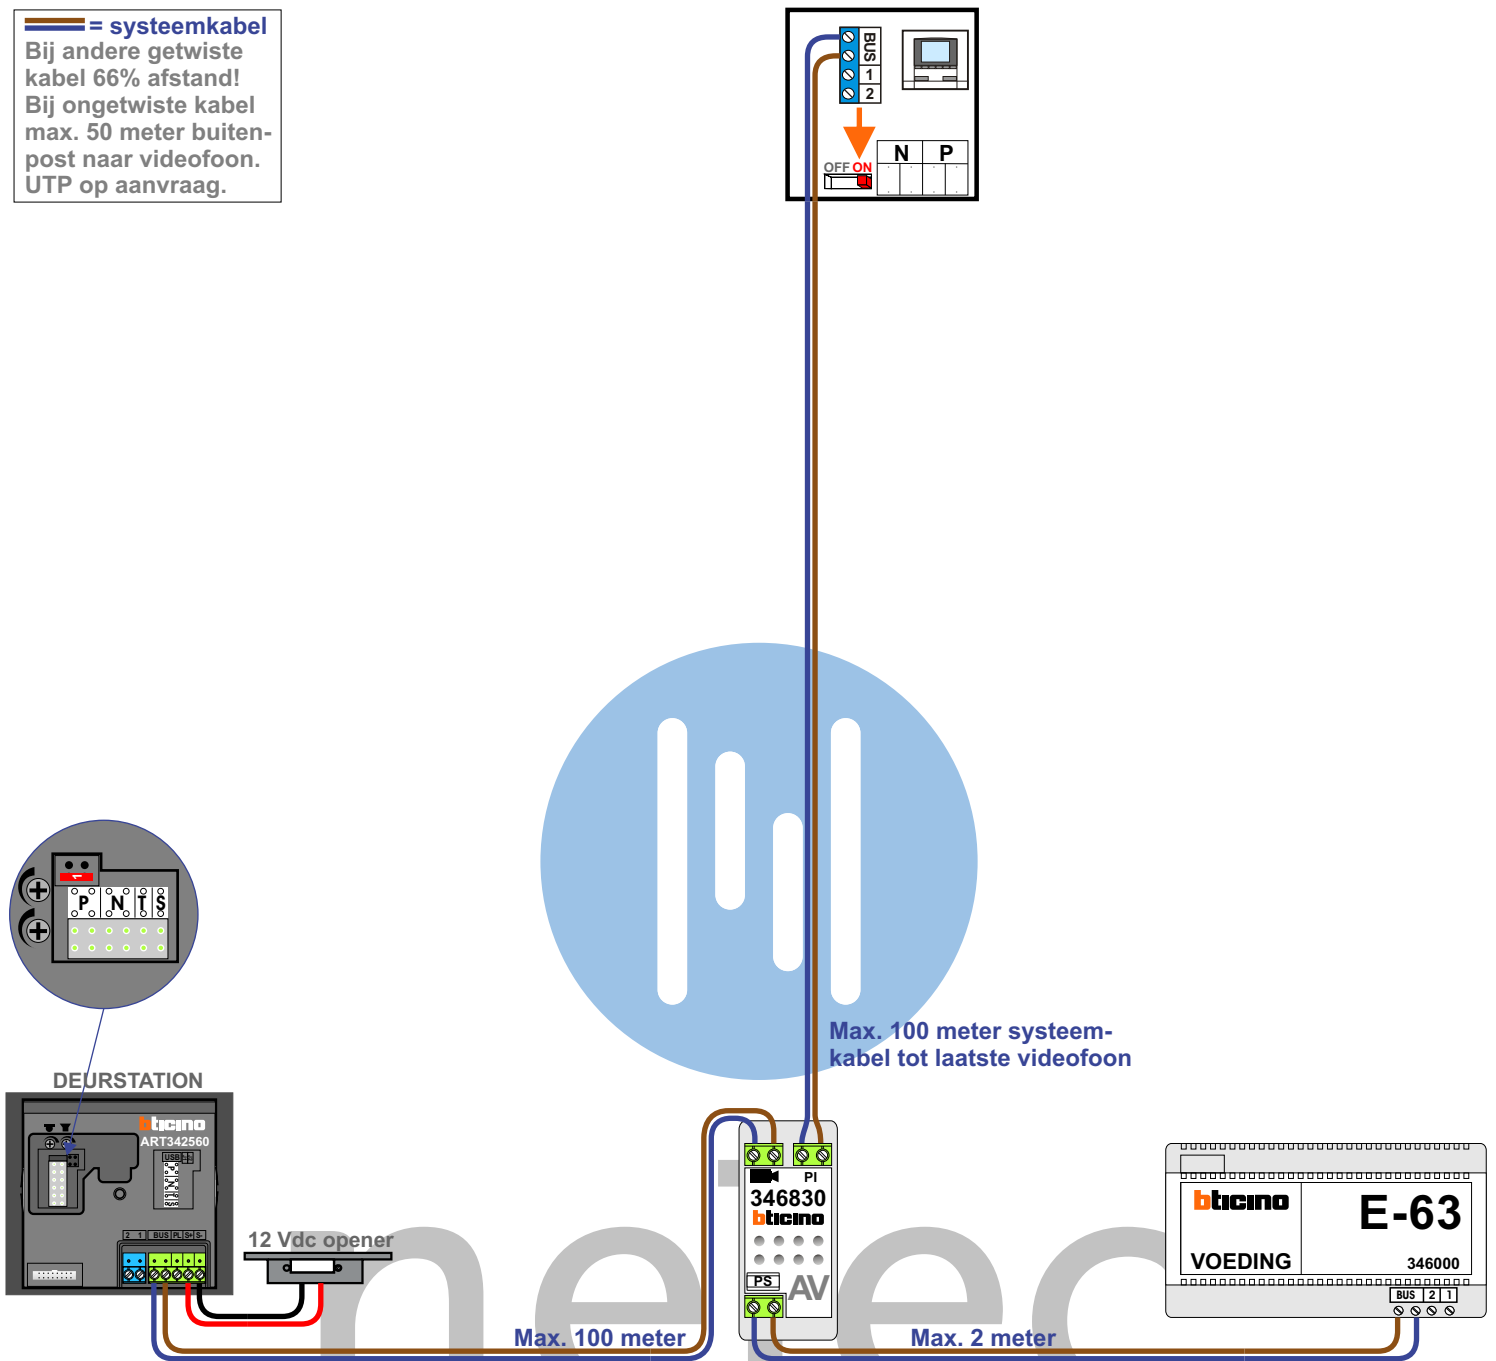 = systeemkabel
Bij andere getwiste
kabel 66% afstand!
Bij ongetwiste kabel
max. 50 meter buiten-
post naar videofoon.
UTP op aanvraag.
BUS
1
2
OFF ON
N P
1
P N T S
DEURSTATION
bticino
ART342560
USB
P
N
T
S
2 1 BUS PL S+ S-
12 Vdc opener
Max. 100 meter
Max. 100 meter systeem-
kabel tot laatste videofoon
PI
346830
bticino
PS
AV
Max. 2 meter
bticino
E-63
VOEDING
346000
BUS 2 1